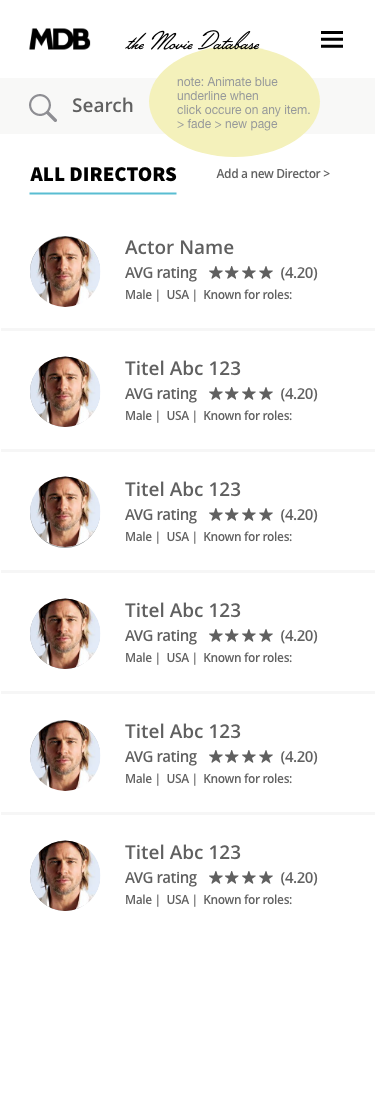 MDB the Movie Database
note: Animate blue
underline when
click occure on any item.
> fade > new page
Search
ALL DIRECTORS Add a new Director >
Actor Name
AVG rating ★★★★ (4.20)
Male | USA | Known for roles:
Titel Abc 123
AVG rating ★★★★ (4.20)
Male | USA | Known for roles:
Titel Abc 123
AVG rating ★★★★ (4.20)
Male | USA | Known for roles:
Titel Abc 123
AVG rating ★★★★ (4.20)
Male | USA | Known for roles:
Titel Abc 123
AVG rating ★★★★ (4.20)
Male | USA | Known for roles:
Titel Abc 123
AVG rating ★★★★ (4.20)
Male | USA | Known for roles: